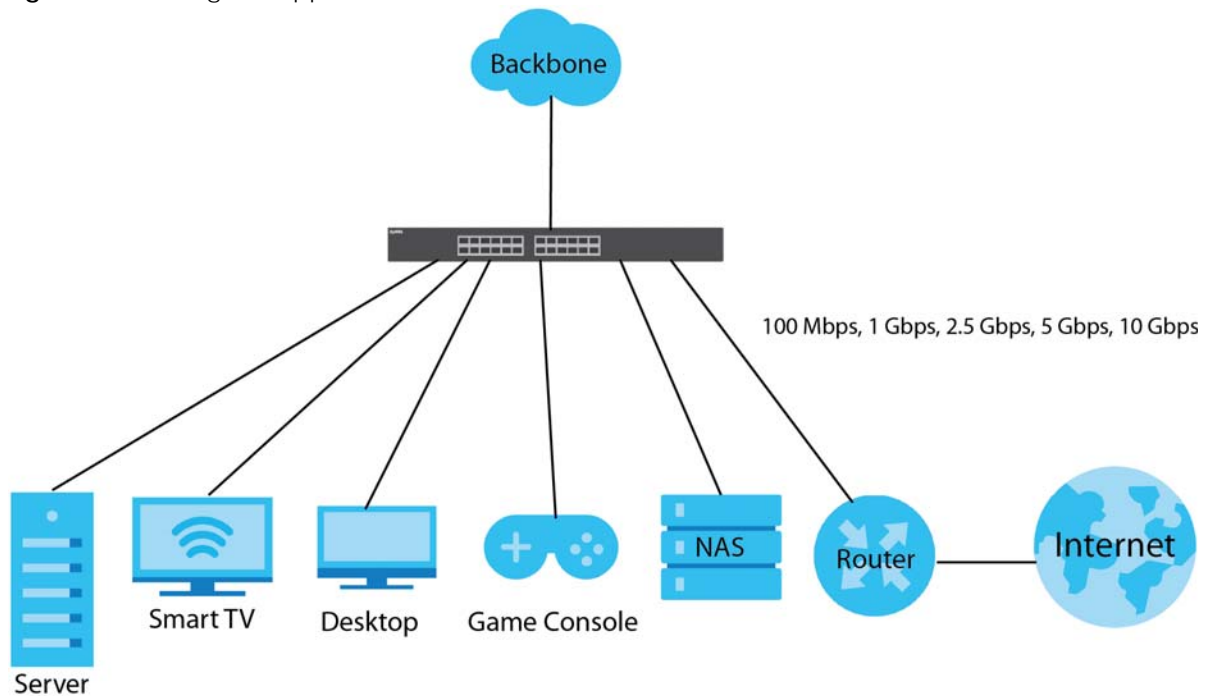 Backbone
100 Mbps, 1 Gbps, 2.5 Gbps, 5 Gbps, 10 Gbps
NAS
Router
Internet
Smart TV
Desktop
Game Console
Server